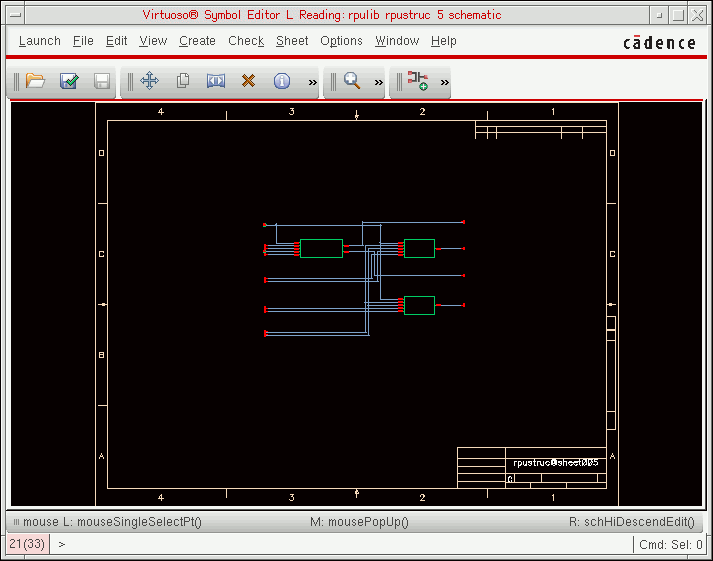 Virtuoso® Symbol Editor L Reading: rpulib rpustruc 5 schematic
Launch File Edit View Create Check Sheet Options Window Help
cādence
» » »
4 3 2 1
D D
C C
B
A A
rpustruc@sheet005
C
4 3 2 1
mouse L: mouseSingleSelectPt() M: mousePopUp() R: schHiDescendEdit()
21(33) > Cmd: Sel: 0